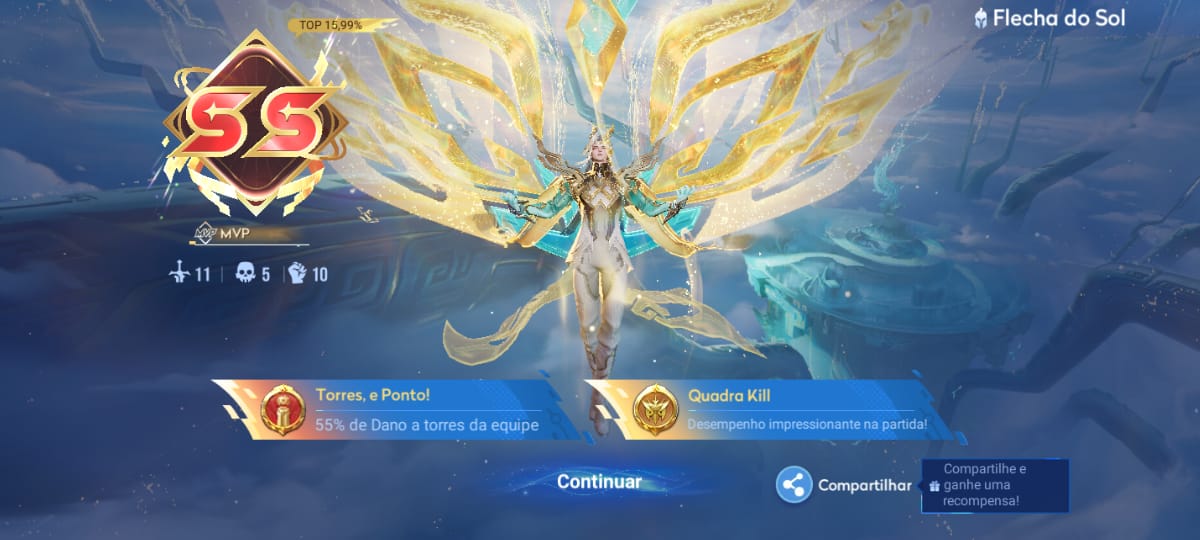 TOP 15,99%
Flecha do Sol
SS
MVP
11 5 10
Torres, e Ponto!
55% de Dano a torres da equipe
Quadra Kill
Desempenho impressionante na partida!
Continuar
Compartilhar
Compartilhe e
ganhe uma
recompensa!